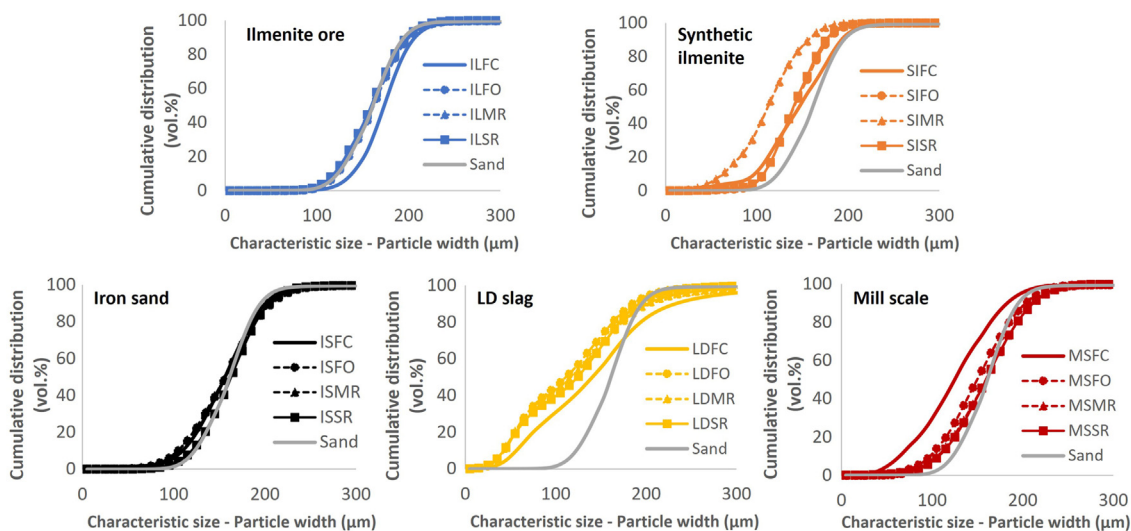 Ilmenite ore
Cumulative distribution
(vol.%)
100
80
60
40
20
0
ILFC
ILFO
ILMR
ILSR
Sand
0
100
200
300
Characteristic size - Particle width (µm)
Synthetic
ilmenite
Cumulative distribution
(vol.%)
100
80
60
40
20
0
SIFC
SIFO
SIMR
SISR
Sand
0
100
200
300
Characteristic size - Particle width (µm)
Iron sand
Cumulative distribution
(vol.%)
100
80
60
40
20
0
ISFC
ISFO
ISMR
ISSR
Sand
0
100
200
300
Characteristic size - Particle width (µm)
LD slag
Cumulative distribution
(vol.%)
100
80
60
40
20
0
LDFC
LDFO
LDMR
LDSR
Sand
0
100
200
300
Characteristic size - Particle width (µm)
Mill scale
Cumulative distribution
(vol.%)
100
80
60
40
20
0
MSFC
MSFO
MSMR
MSSR
Sand
0
100
200
300
Characteristic size - Particle width (µm)